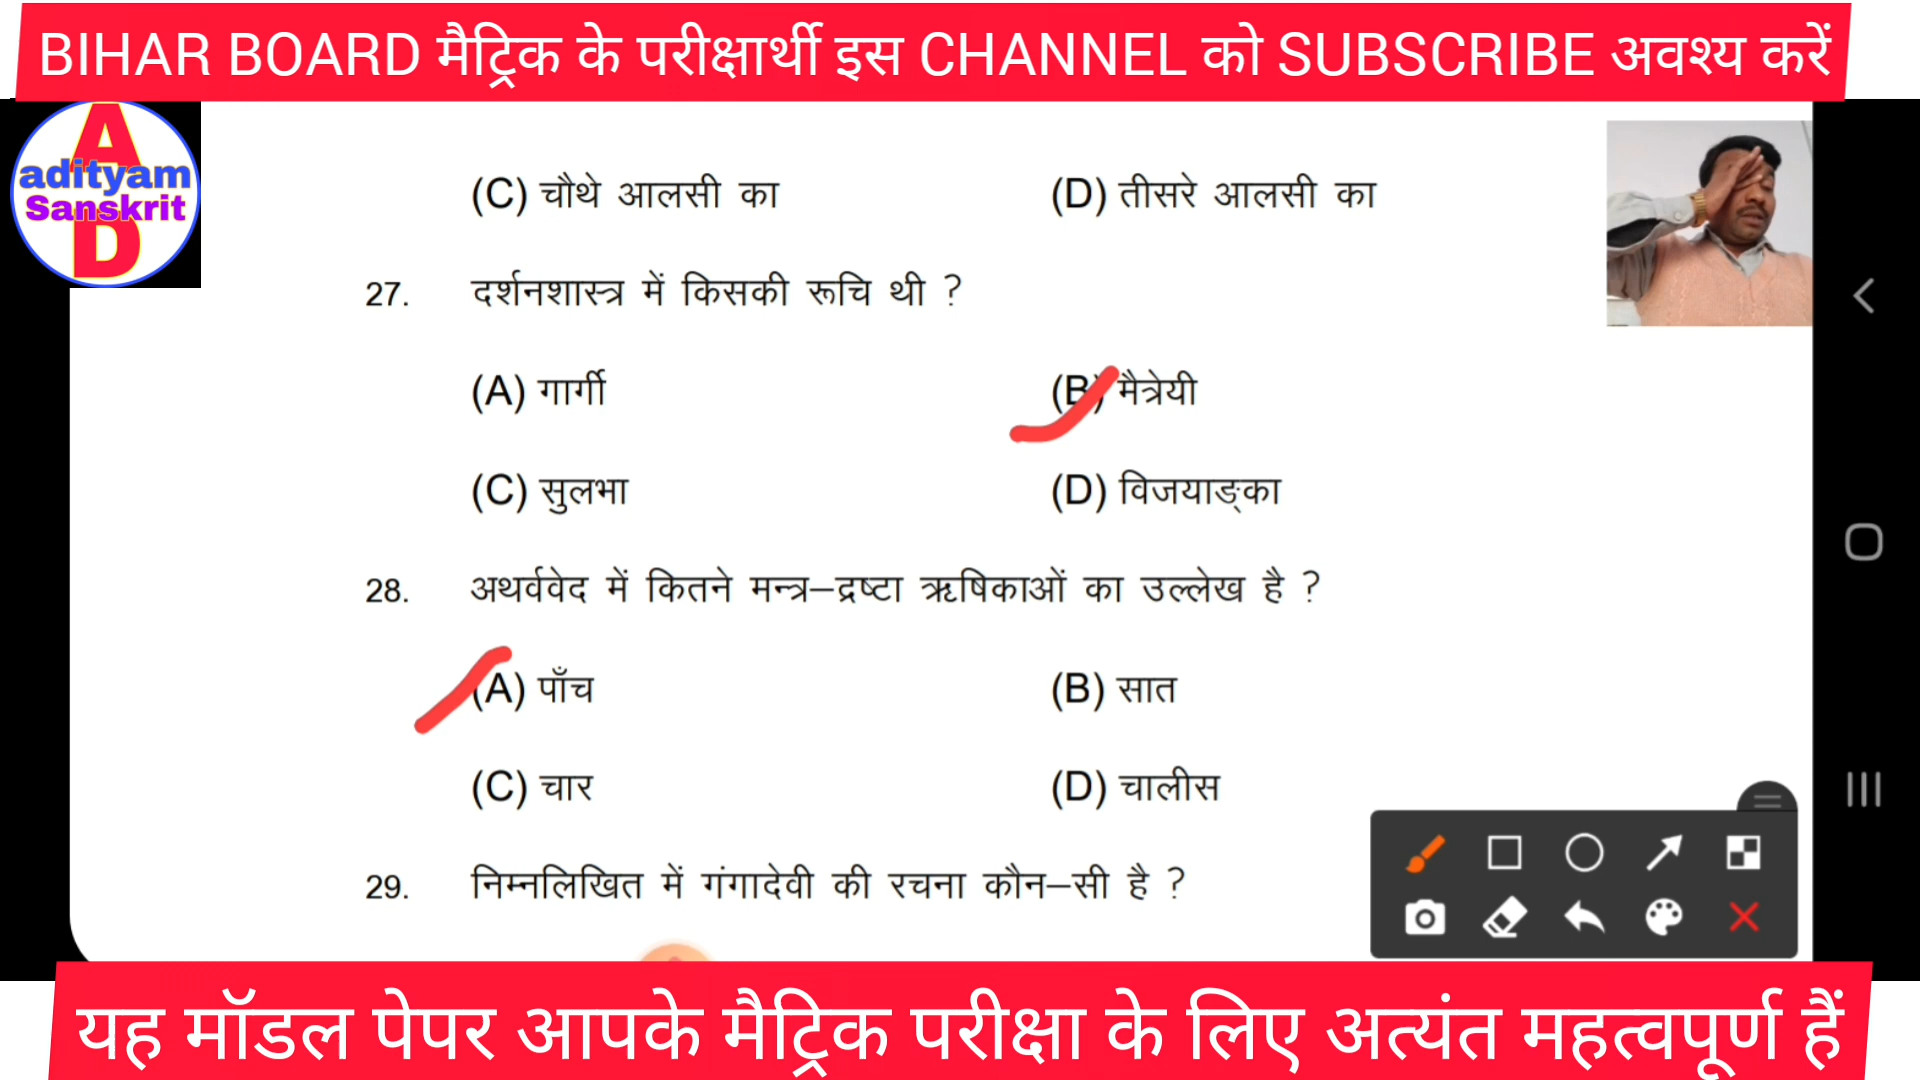 BIHAR BOARD मैट्रिक के परीक्षार्थी इस CHANNEL को SUBSCRIBE अवश्य करें
A
adityam
Sanskrit
D
(C) चौथे आलसी का (D) तीसरे आलसी का
27. दर्शनशास्त्र में किसकी रूचि थी ?
(A) गार्गी (B) मैत्रेयी
(C) सुलभा (D) विजयाङ्का
28. अथर्ववेद में कितने मन्त्र–द्रष्टा ऋषिकाओं का उल्लेख है ?
(A) पाँच (B) सात
(C) चार (D) चालीस
29. निम्नलिखित में गंगादेवी की रचना कौन–सी है ?
यह मॉडल पेपर आपके मैट्रिक परीक्षा के लिए अत्यंत महत्वपूर्ण हैं